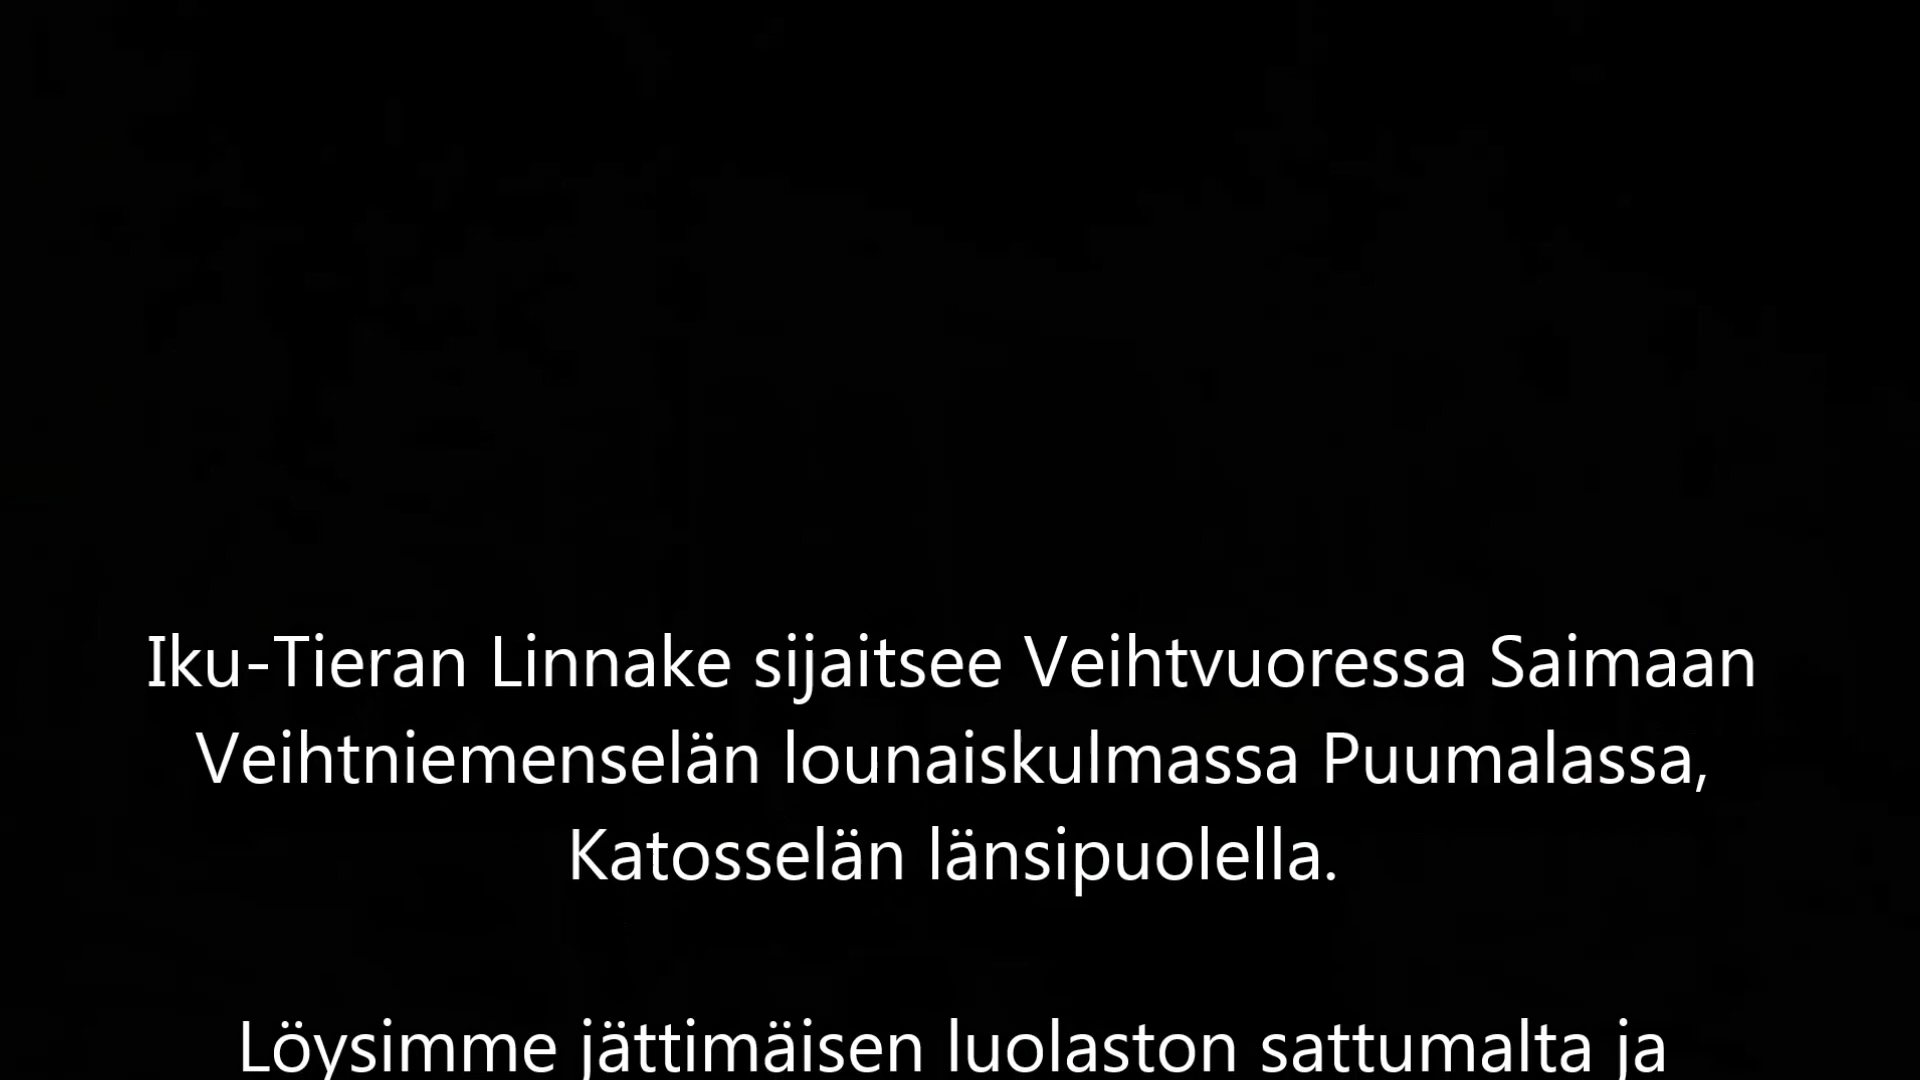 Iku-Tieran Linnake sijaitsee Veihtvuoressa Saimaan
Veihtniemenselän lounaiskulmassa Puumalassa,
Katosselän länsipuolella.
Löysimme jättimäisen luolaston sattumalta ja